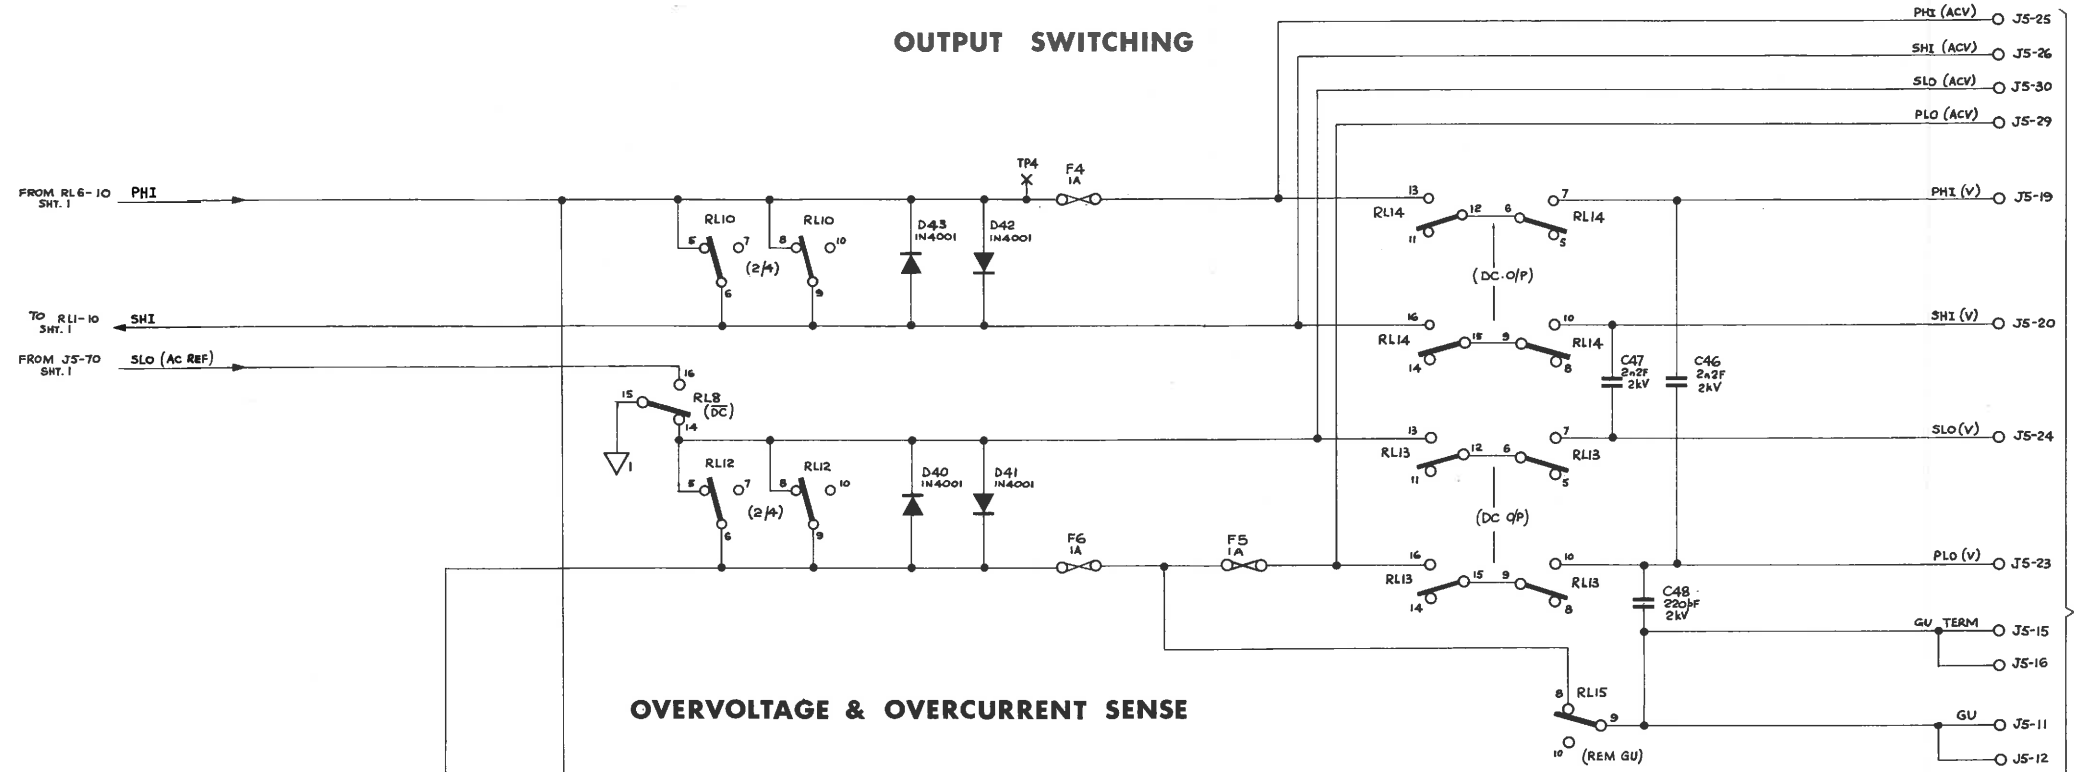 OUTPUT SWITCHING
PHI (ACV) J5-25
SHI (ACV) J5-26
SLO (ACV) J5-30
PLO (ACV) J5-29
TP4
F4
1A
FROM RL6-10 PHI
SHT. 1
13
12
6
7
PHI (V) J5-19
RL14
RL14
11
5
RL10
RL10
5
7
8
10
(2/4)
6
9
D43
1N4001
D42
1N4001
(DC O/P)
TO RL1-10 SHI
SHT. 1
16
15
9
10
SHI (V) J5-20
RL14
RL14
14
8
FROM J5-70 SLO (AC REF)
SHT. 1
16
15
RL8
(DC)
14
1
C47
2n2F
2kV
C46
2n2F
2kV
13
12
6
7
SLO (V) J5-24
RL13
RL13
11
5
RL12
RL12
5
7
8
10
(2/4)
6
9
D40
1N4001
D41
1N4001
(DC O/P)
F6
1A
F5
1A
16
15
9
10
PLO (V) J5-23
RL13
RL13
14
8
C48
220pF
2kV
GU TERM J5-15
J5-16
OVERVOLTAGE & OVERCURRENT SENSE
8 RL15
9
GU J5-11
10 (REM GU)
J5-12